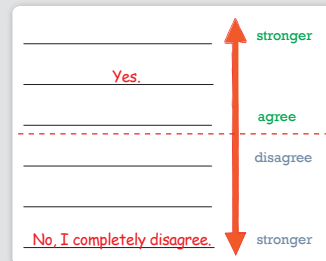 stronger
Yes.
agree
disagree
No, I completely disagree.
stronger